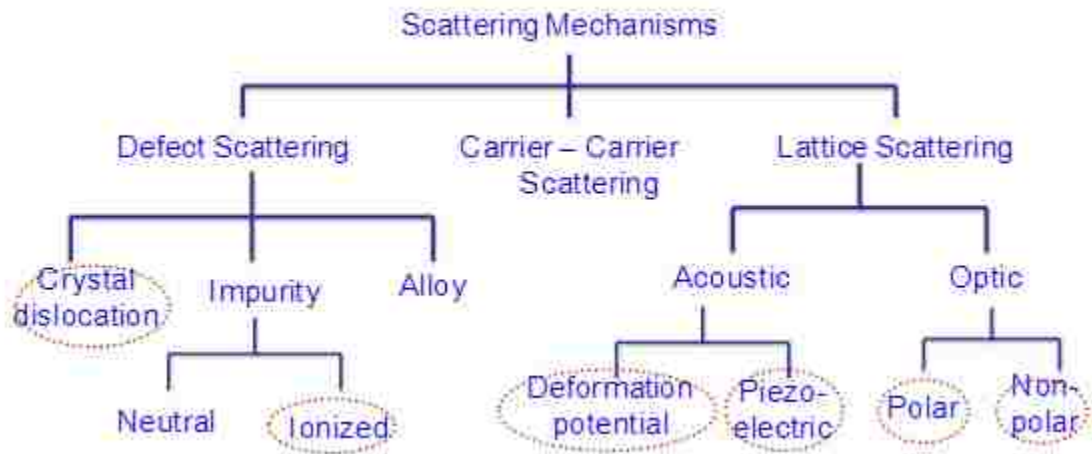 Scattering Mechanisms
Defect Scattering
Carrier – Carrier
Scattering
Lattice Scattering
Crystal
dislocation
Impurity
Alloy
Acoustic
Optic
Neutral
Ionized
Deformation
potential
Piezo-
electric
Polar
Non-
polar